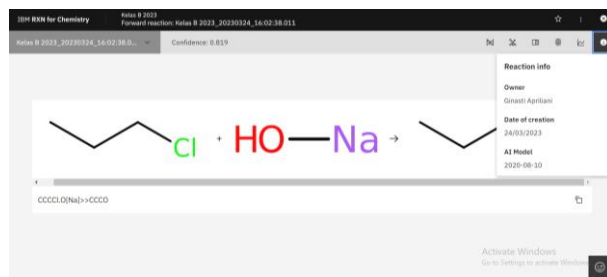 IBM RXN for Chemistry
Kelas B 2023
Forward reaction: Kelas B 2023_20230324_16:02:38.011
Kelas B 2023_20230324_16:02:38.0...
Confidence: 0.819
Reaction info
Owner
Ginasti Apriliani
Date of creation
24/03/2023
AI Model
2020-08-10
Cl + HO Na →
CCCCl.O[Na]>>CCCO
Activate Windows
Go to Settings to activate Windows